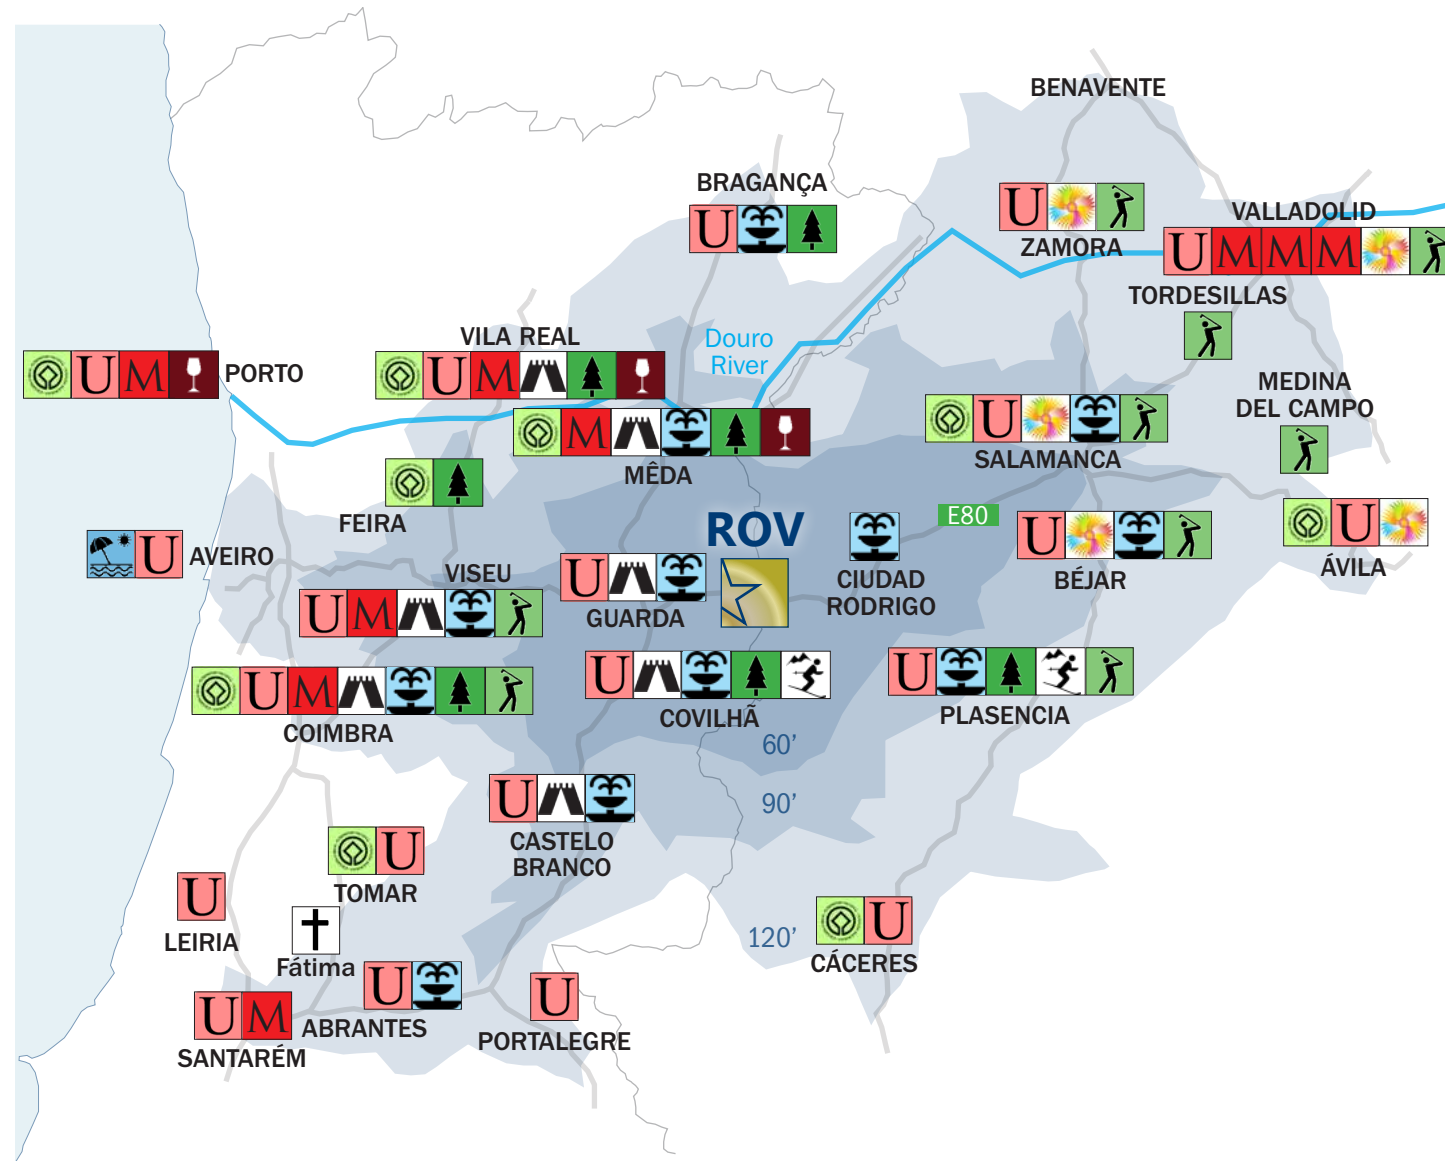 BENAVENTE
BRAGANÇA
U
U
ZAMORA
VALLADOLID
U M M M
TORDESILLAS
VILA REAL
U M
Douro
River
U M
PORTO
M
MÊDA
MEDINA
DEL CAMPO
U
SALAMANCA
FEIRA
ROV
E80
U
AVEIRO
VISEU
U M
U
GUARDA
CIUDAD
RODRIGO
U
BÉJAR
U
ÁVILA
U M
COIMBRA
U
COVILHÃ
U
PLASENCIA
60’
90’
120’
U
CASTELO
BRANCO
U
TOMAR
U
LEIRIA
Fátima
U
CÁCERES
U
ABRANTES
U M
SANTARÉM
U
PORTALEGRE